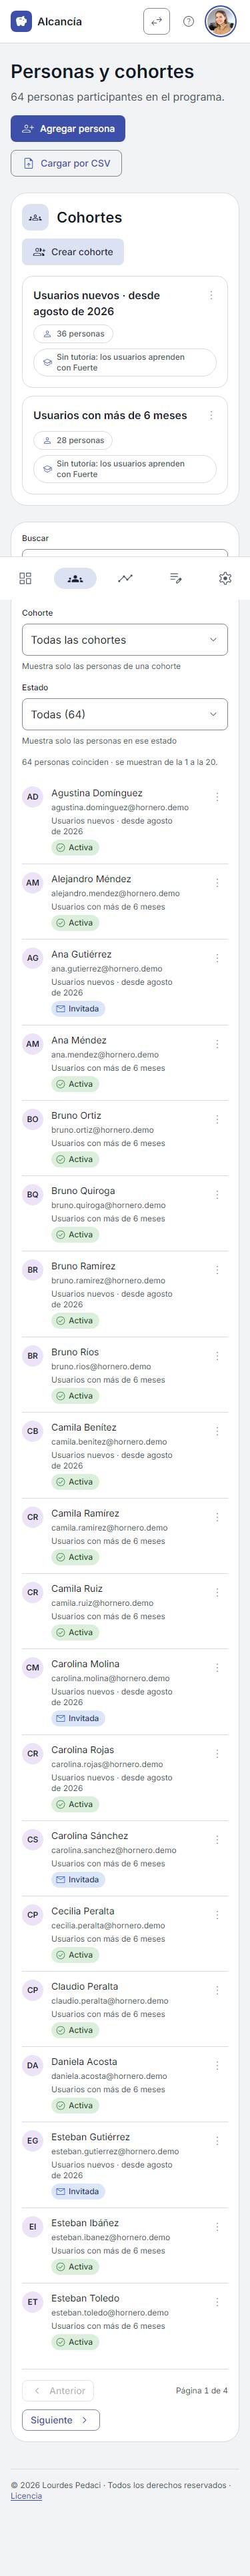 Alcancía
Personas y cohortes
64 personas participantes en el programa.
Agregar persona
Cargar por CSV
Cohortes
Crear cohorte
Usuarios nuevos · desde
agosto de 2026
36 personas
Sin tutoría: los usuarios aprenden
con Fuerte
Usuarios con más de 6 meses
28 personas
Sin tutoría: los usuarios aprenden
con Fuerte
Buscar
Cohorte
Todas las cohortes
Muestra solo las personas de una cohorte
Estado
Todas (64)
Muestra solo las personas en ese estado
64 personas coinciden · se muestran de la 1 a la 20.
AD
Agustina Domínguez
agustina.dominguez@hornero.demo
Usuarios nuevos · desde agosto
de 2026
Activa
AM
Alejandro Méndez
alejandro.mendez@hornero.demo
Usuarios con más de 6 meses
Activa
AG
Ana Gutiérrez
ana.gutierrez@hornero.demo
Usuarios nuevos · desde agosto
de 2026
Invitada
AM
Ana Méndez
ana.mendez@hornero.demo
Usuarios con más de 6 meses
Activa
BO
Bruno Ortiz
bruno.ortiz@hornero.demo
Usuarios con más de 6 meses
Activa
BQ
Bruno Quiroga
bruno.quiroga@hornero.demo
Usuarios con más de 6 meses
Activa
BR
Bruno Ramírez
bruno.ramirez@hornero.demo
Usuarios nuevos · desde agosto
de 2026
Activa
BR
Bruno Ríos
bruno.rios@hornero.demo
Usuarios con más de 6 meses
Activa
CB
Camila Benítez
camila.benitez@hornero.demo
Usuarios nuevos · desde agosto
de 2026
Activa
CR
Camila Ramírez
camila.ramirez@hornero.demo
Usuarios con más de 6 meses
Activa
CR
Camila Ruiz
camila.ruiz@hornero.demo
Usuarios con más de 6 meses
Activa
CM
Carolina Molina
carolina.molina@hornero.demo
Usuarios nuevos · desde agosto
de 2026
Invitada
CR
Carolina Rojas
carolina.rojas@hornero.demo
Usuarios nuevos · desde agosto
de 2026
Activa
CS
Carolina Sánchez
carolina.sanchez@hornero.demo
Usuarios con más de 6 meses
Invitada
CP
Cecilia Peralta
cecilia.peralta@hornero.demo
Usuarios con más de 6 meses
Activa
CP
Claudio Peralta
claudio.peralta@hornero.demo
Usuarios con más de 6 meses
Activa
DA
Daniela Acosta
daniela.acosta@hornero.demo
Usuarios con más de 6 meses
Activa
EG
Esteban Gutiérrez
esteban.gutierrez@hornero.demo
Usuarios nuevos · desde agosto
de 2026
Invitada
EI
Esteban Ibáñez
esteban.ibanez@hornero.demo
Usuarios con más de 6 meses
Activa
ET
Esteban Toledo
esteban.toledo@hornero.demo
Usuarios con más de 6 meses
Activa
Anterior
Página 1 de 4
Siguiente
© 2026 Lourdes Pedaci · Todos los derechos reservados ·
Licencia